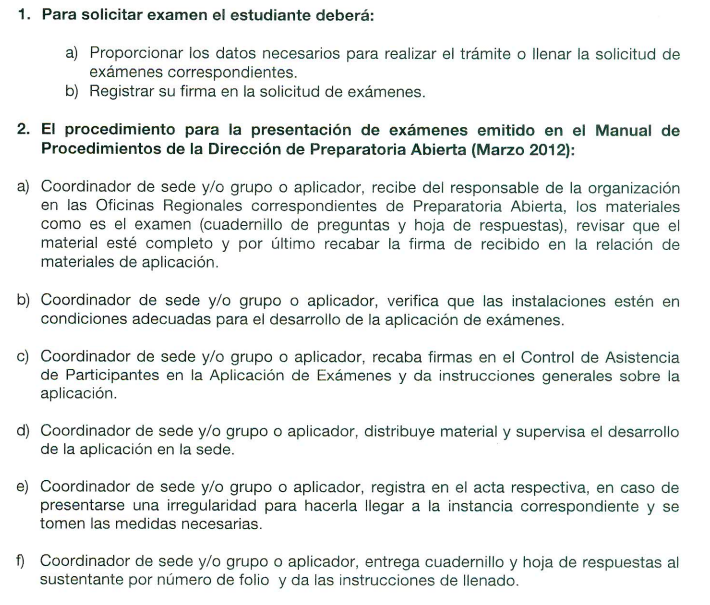 1. Para solicitar examen el estudiante deberá:
a) Proporcionar los datos necesarios para realizar el trámite o llenar la solicitud de
exámenes correspondientes.
b) Registrar su firma en la solicitud de exámenes.
2. El procedimiento para la presentación de exámenes emitido en el Manual de
Procedimientos de la Dirección de Preparatoria Abierta (Marzo 2012):
a) Coordinador de sede y/o grupo o aplicador, recibe del responsable de la organización
en las Oficinas Regionales correspondientes de Preparatoria Abierta, los materiales
como es el examen (cuadernillo de preguntas y hoja de respuestas), revisar que el
material esté completo y por último recabar la firma de recibido en la relación de
materiales de aplicación.
b) Coordinador de sede y/o grupo o aplicador, verifica que las instalaciones estén en
condiciones adecuadas para el desarrollo de la aplicación de exámenes.
c) Coordinador de sede y/o grupo o aplicador, recaba firmas en el Control de Asistencia
de Participantes en la Aplicación de Exámenes y da instrucciones generales sobre la
aplicación.
d) Coordinador de sede y/o grupo o aplicador, distribuye material y supervisa el desarrollo
de la aplicación en la sede.
e) Coordinador de sede y/o grupo o aplicador, registra en el acta respectiva, en caso de
presentarse una irregularidad para hacerla llegar a la instancia correspondiente y se
tomen las medidas necesarias.
f) Coordinador de sede y/o grupo o aplicador, entrega cuadernillo y hoja de respuestas al
sustentante por número de folio y da las instrucciones de llenado.